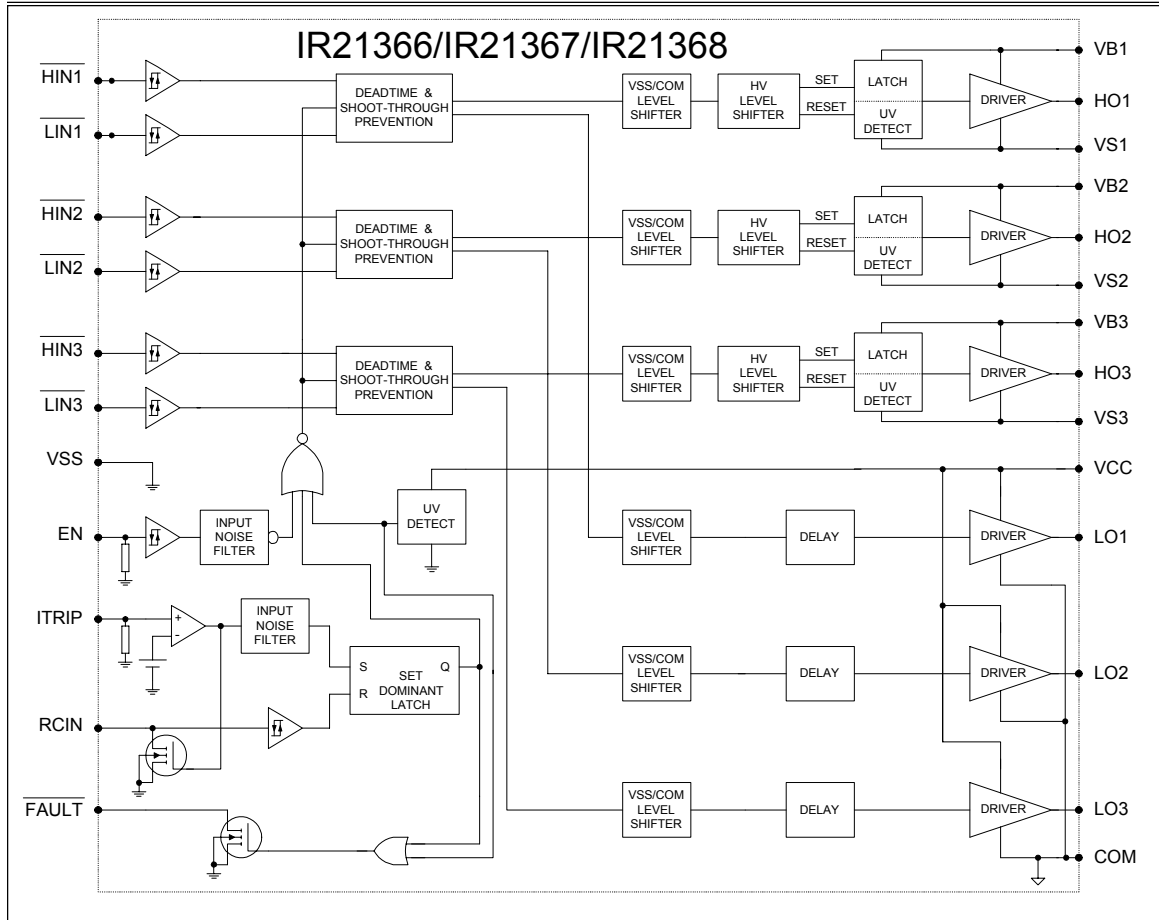 IR21366/IR21367/IR21368
HIN1
LIN1
DEADTIME &
SHOOT-THROUGH
PREVENTION
VSS/COM
LEVEL
SHIFTER
HV
LEVEL
SHIFTER
SET
RESET
LATCH
UV
DETECT
DRIVER
VB1
HO1
VS1
HIN2
LIN2
DEADTIME &
SHOOT-THROUGH
PREVENTION
VSS/COM
LEVEL
SHIFTER
HV
LEVEL
SHIFTER
SET
RESET
LATCH
UV
DETECT
DRIVER
VB2
HO2
VS2
HIN3
LIN3
DEADTIME &
SHOOT-THROUGH
PREVENTION
VSS/COM
LEVEL
SHIFTER
HV
LEVEL
SHIFTER
SET
RESET
LATCH
UV
DETECT
DRIVER
VB3
HO3
VS3
VSS
VCC
EN
INPUT
NOISE
FILTER
UV
DETECT
VSS/COM
LEVEL
SHIFTER
DELAY
DRIVER
LO1
ITRIP
+
-
INPUT
NOISE
FILTER
S
R
Q
SET
DOMINANT
LATCH
VSS/COM
LEVEL
SHIFTER
DELAY
DRIVER
LO2
RCIN
FAULT
VSS/COM
LEVEL
SHIFTER
DELAY
DRIVER
LO3
COM